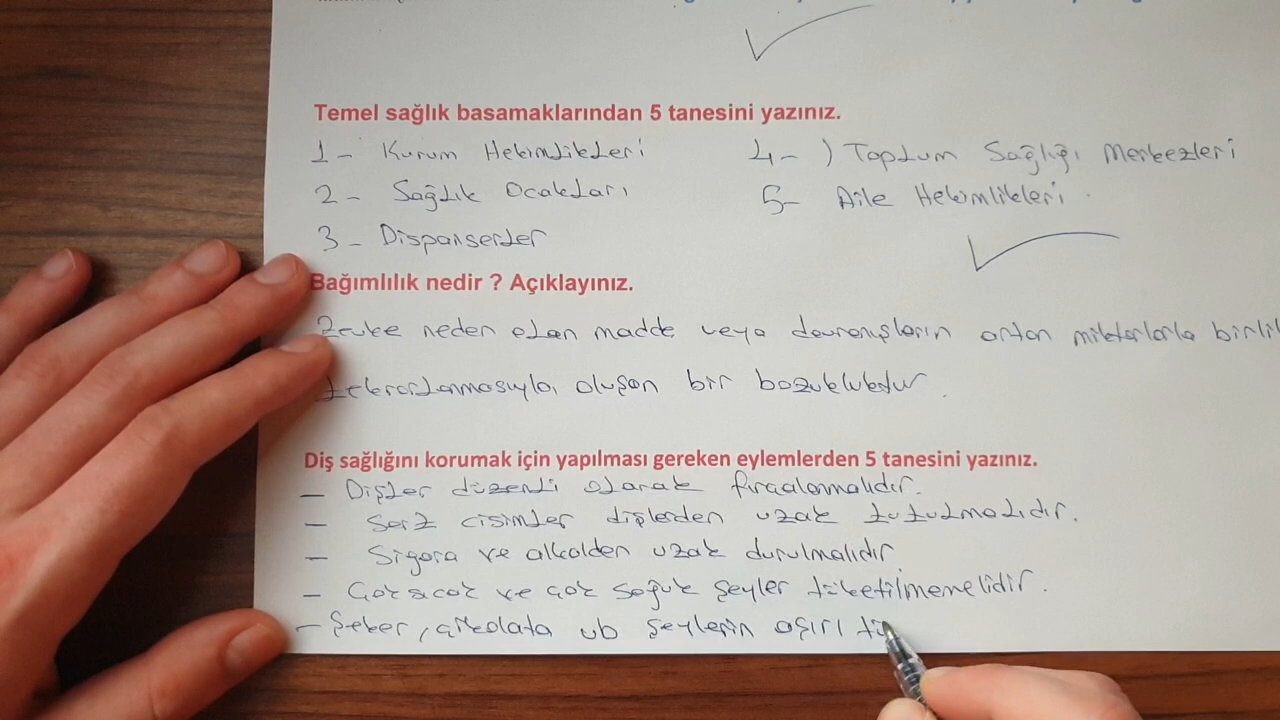 Temel sağlık basamaklarından 5 tanesini yazınız.
1- Kurum Hekimlikleri
4- ) Toplum Sağlığı Merkezleri
2- Sağlık Ocakları
5- Aile Hekimlikleri.
3- Dispanserler
Bağımlılık nedir ? Açıklayınız.
Zevke neden olan madde veya davranışların artan miktarlarla birlik
tekrarlanmasıyla oluşan bir bozukluktur.
Diş sağlığını korumak için yapılması gereken eylemlerden 5 tanesini yazınız.
- Dişler düzenli olarak fırçalanmalıdır.
- Sert cisimler dişlerden uzak tutulmalıdır.
- Sigara ve alkolden uzak durulmalıdır.
- Çok sıcak ve çok soğuk şeyler tüketilmemelidir.
- Şeker, çikolata vb şeylerin aşırı tü